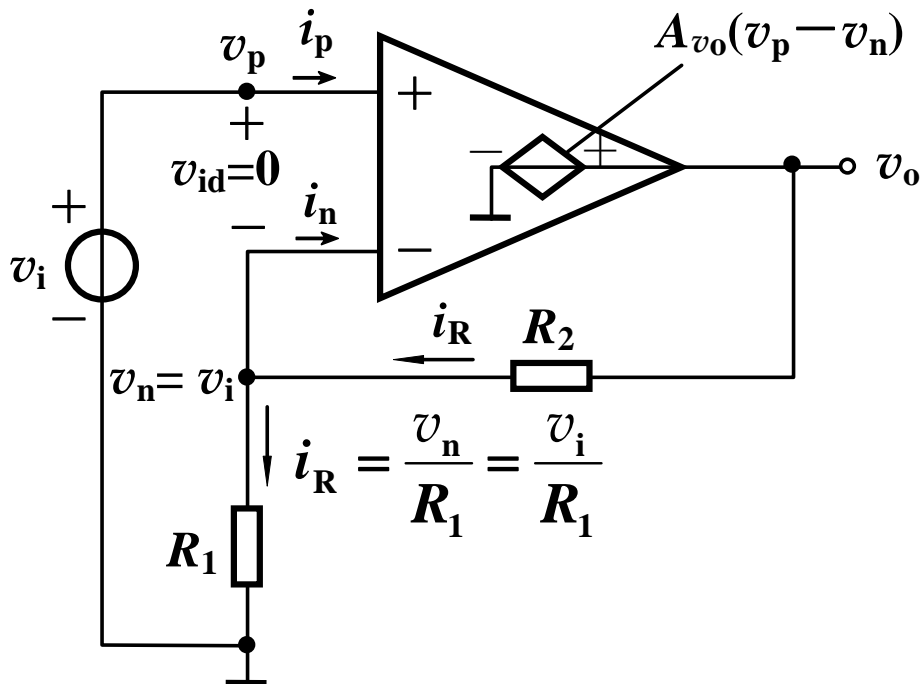 A_vo(v_p − v_n)
i_p
v_p
+
+
v_id=0
−
+
i_n
−
−
+
v_i
−
v_o
i_R
R_2
v_n= v_i
i_R = v_n/R_1 = v_i/R_1
R_1